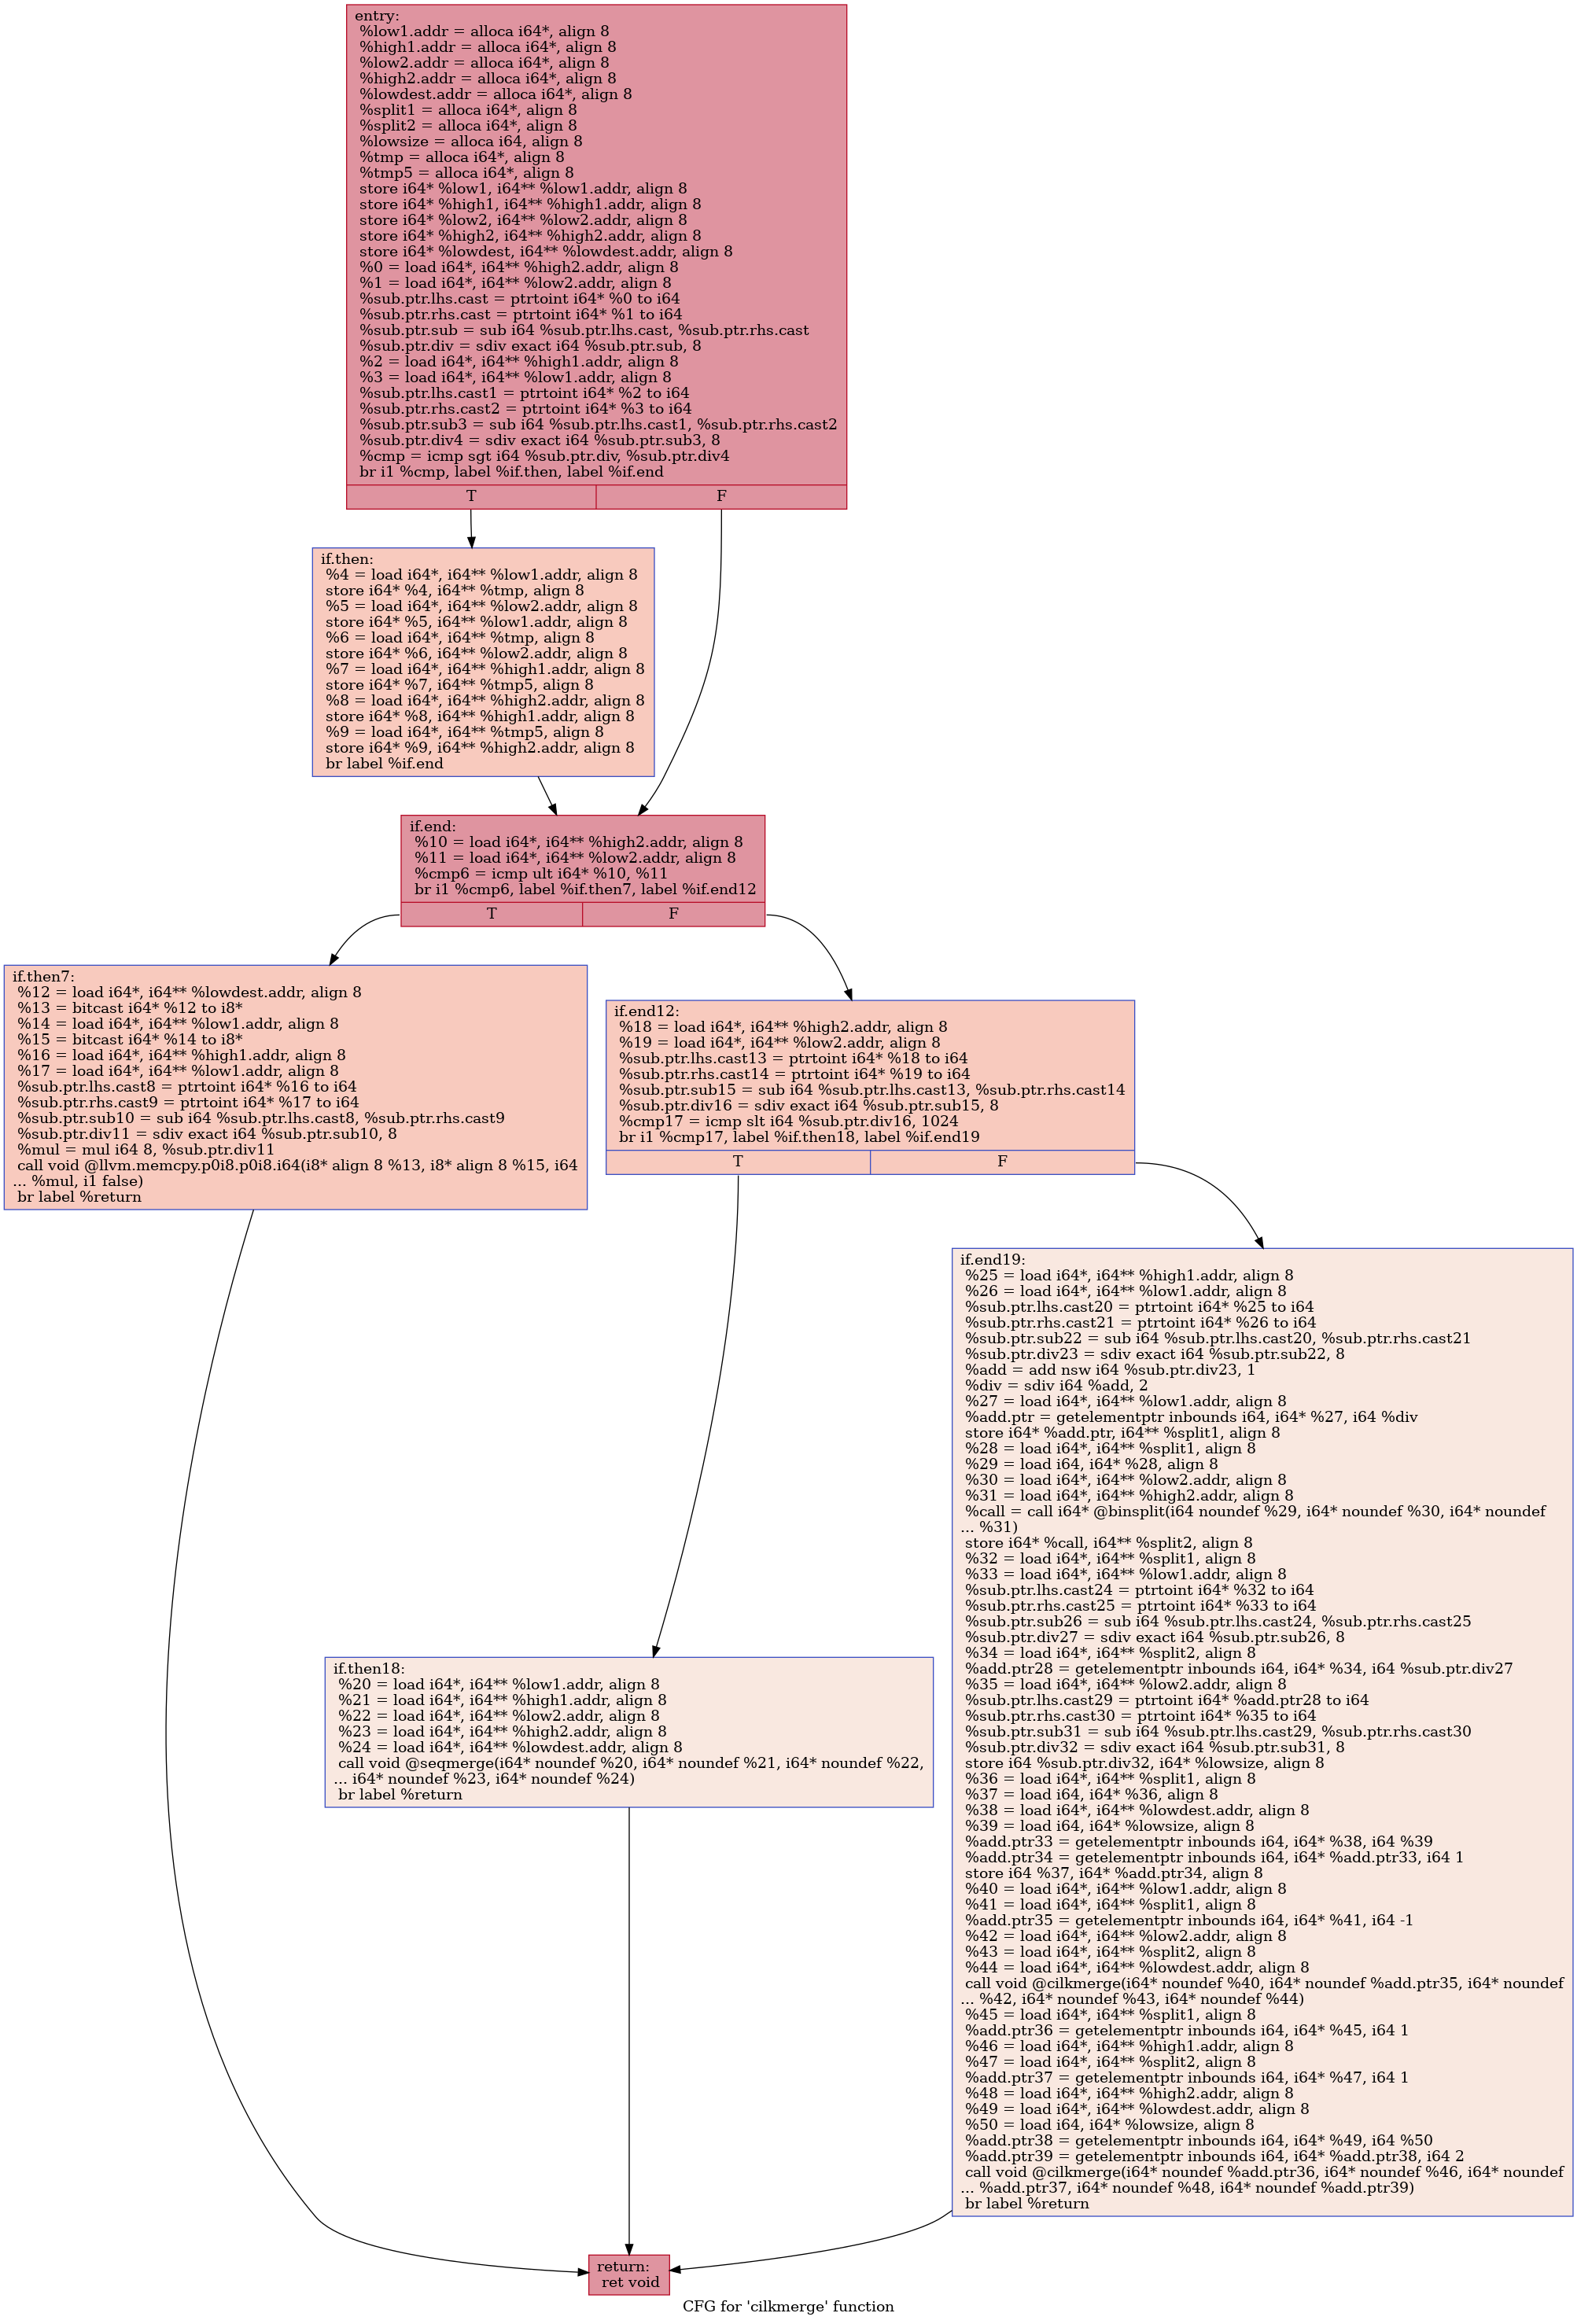 entry:
%low1.addr = alloca i64*, align 8
%high1.addr = alloca i64*, align 8
%low2.addr = alloca i64*, align 8
%high2.addr = alloca i64*, align 8
%lowdest.addr = alloca i64*, align 8
%split1 = alloca i64*, align 8
%split2 = alloca i64*, align 8
%lowsize = alloca i64, align 8
%tmp = alloca i64*, align 8
%tmp5 = alloca i64*, align 8
store i64* %low1, i64** %low1.addr, align 8
store i64* %high1, i64** %high1.addr, align 8
store i64* %low2, i64** %low2.addr, align 8
store i64* %high2, i64** %high2.addr, align 8
store i64* %lowdest, i64** %lowdest.addr, align 8
%0 = load i64*, i64** %high2.addr, align 8
%1 = load i64*, i64** %low2.addr, align 8
%sub.ptr.lhs.cast = ptrtoint i64* %0 to i64
%sub.ptr.rhs.cast = ptrtoint i64* %1 to i64
%sub.ptr.sub = sub i64 %sub.ptr.lhs.cast, %sub.ptr.rhs.cast
%sub.ptr.div = sdiv exact i64 %sub.ptr.sub, 8
%2 = load i64*, i64** %high1.addr, align 8
%3 = load i64*, i64** %low1.addr, align 8
%sub.ptr.lhs.cast1 = ptrtoint i64* %2 to i64
%sub.ptr.rhs.cast2 = ptrtoint i64* %3 to i64
%sub.ptr.sub3 = sub i64 %sub.ptr.lhs.cast1, %sub.ptr.rhs.cast2
%sub.ptr.div4 = sdiv exact i64 %sub.ptr.sub3, 8
%cmp = icmp sgt i64 %sub.ptr.div, %sub.ptr.div4
br i1 %cmp, label %if.then, label %if.end
T F
if.then:
%4 = load i64*, i64** %low1.addr, align 8
store i64* %4, i64** %tmp, align 8
%5 = load i64*, i64** %low2.addr, align 8
store i64* %5, i64** %low1.addr, align 8
%6 = load i64*, i64** %tmp, align 8
store i64* %6, i64** %low2.addr, align 8
%7 = load i64*, i64** %high1.addr, align 8
store i64* %7, i64** %tmp5, align 8
%8 = load i64*, i64** %high2.addr, align 8
store i64* %8, i64** %high1.addr, align 8
%9 = load i64*, i64** %tmp5, align 8
store i64* %9, i64** %high2.addr, align 8
br label %if.end
if.end:
%10 = load i64*, i64** %high2.addr, align 8
%11 = load i64*, i64** %low2.addr, align 8
%cmp6 = icmp ult i64* %10, %11
br i1 %cmp6, label %if.then7, label %if.end12
T F
if.then7:
%12 = load i64*, i64** %lowdest.addr, align 8
%13 = bitcast i64* %12 to i8*
%14 = load i64*, i64** %low1.addr, align 8
%15 = bitcast i64* %14 to i8*
%16 = load i64*, i64** %high1.addr, align 8
%17 = load i64*, i64** %low1.addr, align 8
%sub.ptr.lhs.cast8 = ptrtoint i64* %16 to i64
%sub.ptr.rhs.cast9 = ptrtoint i64* %17 to i64
%sub.ptr.sub10 = sub i64 %sub.ptr.lhs.cast8, %sub.ptr.rhs.cast9
%sub.ptr.div11 = sdiv exact i64 %sub.ptr.sub10, 8
%mul = mul i64 8, %sub.ptr.div11
call void @llvm.memcpy.p0i8.p0i8.i64(i8* align 8 %13, i8* align 8 %15, i64
... %mul, i1 false)
br label %return
if.end12:
%18 = load i64*, i64** %high2.addr, align 8
%19 = load i64*, i64** %low2.addr, align 8
%sub.ptr.lhs.cast13 = ptrtoint i64* %18 to i64
%sub.ptr.rhs.cast14 = ptrtoint i64* %19 to i64
%sub.ptr.sub15 = sub i64 %sub.ptr.lhs.cast13, %sub.ptr.rhs.cast14
%sub.ptr.div16 = sdiv exact i64 %sub.ptr.sub15, 8
%cmp17 = icmp slt i64 %sub.ptr.div16, 1024
br i1 %cmp17, label %if.then18, label %if.end19
T F
if.end19:
%25 = load i64*, i64** %high1.addr, align 8
%26 = load i64*, i64** %low1.addr, align 8
%sub.ptr.lhs.cast20 = ptrtoint i64* %25 to i64
%sub.ptr.rhs.cast21 = ptrtoint i64* %26 to i64
%sub.ptr.sub22 = sub i64 %sub.ptr.lhs.cast20, %sub.ptr.rhs.cast21
%sub.ptr.div23 = sdiv exact i64 %sub.ptr.sub22, 8
%add = add nsw i64 %sub.ptr.div23, 1
%div = sdiv i64 %add, 2
%27 = load i64*, i64** %low1.addr, align 8
%add.ptr = getelementptr inbounds i64, i64* %27, i64 %div
store i64* %add.ptr, i64** %split1, align 8
%28 = load i64*, i64** %split1, align 8
%29 = load i64, i64* %28, align 8
%30 = load i64*, i64** %low2.addr, align 8
%31 = load i64*, i64** %high2.addr, align 8
%call = call i64* @binsplit(i64 noundef %29, i64* noundef %30, i64* noundef
... %31)
store i64* %call, i64** %split2, align 8
%32 = load i64*, i64** %split1, align 8
%33 = load i64*, i64** %low1.addr, align 8
%sub.ptr.lhs.cast24 = ptrtoint i64* %32 to i64
%sub.ptr.rhs.cast25 = ptrtoint i64* %33 to i64
%sub.ptr.sub26 = sub i64 %sub.ptr.lhs.cast24, %sub.ptr.rhs.cast25
%sub.ptr.div27 = sdiv exact i64 %sub.ptr.sub26, 8
%34 = load i64*, i64** %split2, align 8
%add.ptr28 = getelementptr inbounds i64, i64* %34, i64 %sub.ptr.div27
%35 = load i64*, i64** %low2.addr, align 8
%sub.ptr.lhs.cast29 = ptrtoint i64* %add.ptr28 to i64
%sub.ptr.rhs.cast30 = ptrtoint i64* %35 to i64
%sub.ptr.sub31 = sub i64 %sub.ptr.lhs.cast29, %sub.ptr.rhs.cast30
%sub.ptr.div32 = sdiv exact i64 %sub.ptr.sub31, 8
store i64 %sub.ptr.div32, i64* %lowsize, align 8
%36 = load i64*, i64** %split1, align 8
%37 = load i64, i64* %36, align 8
%38 = load i64*, i64** %lowdest.addr, align 8
%39 = load i64, i64* %lowsize, align 8
%add.ptr33 = getelementptr inbounds i64, i64* %38, i64 %39
%add.ptr34 = getelementptr inbounds i64, i64* %add.ptr33, i64 1
store i64 %37, i64* %add.ptr34, align 8
%40 = load i64*, i64** %low1.addr, align 8
%41 = load i64*, i64** %split1, align 8
%add.ptr35 = getelementptr inbounds i64, i64* %41, i64 -1
%42 = load i64*, i64** %low2.addr, align 8
%43 = load i64*, i64** %split2, align 8
%44 = load i64*, i64** %lowdest.addr, align 8
call void @cilkmerge(i64* noundef %40, i64* noundef %add.ptr35, i64* noundef
... %42, i64* noundef %43, i64* noundef %44)
%45 = load i64*, i64** %split1, align 8
%add.ptr36 = getelementptr inbounds i64, i64* %45, i64 1
%46 = load i64*, i64** %high1.addr, align 8
%47 = load i64*, i64** %split2, align 8
%add.ptr37 = getelementptr inbounds i64, i64* %47, i64 1
%48 = load i64*, i64** %high2.addr, align 8
%49 = load i64*, i64** %lowdest.addr, align 8
%50 = load i64, i64* %lowsize, align 8
%add.ptr38 = getelementptr inbounds i64, i64* %49, i64 %50
%add.ptr39 = getelementptr inbounds i64, i64* %add.ptr38, i64 2
call void @cilkmerge(i64* noundef %add.ptr36, i64* noundef %46, i64* noundef
... %add.ptr37, i64* noundef %48, i64* noundef %add.ptr39)
br label %return
if.then18:
%20 = load i64*, i64** %low1.addr, align 8
%21 = load i64*, i64** %high1.addr, align 8
%22 = load i64*, i64** %low2.addr, align 8
%23 = load i64*, i64** %high2.addr, align 8
%24 = load i64*, i64** %lowdest.addr, align 8
call void @seqmerge(i64* noundef %20, i64* noundef %21, i64* noundef %22,
... i64* noundef %23, i64* noundef %24)
br label %return
return:
ret void
CFG for 'cilkmerge' function